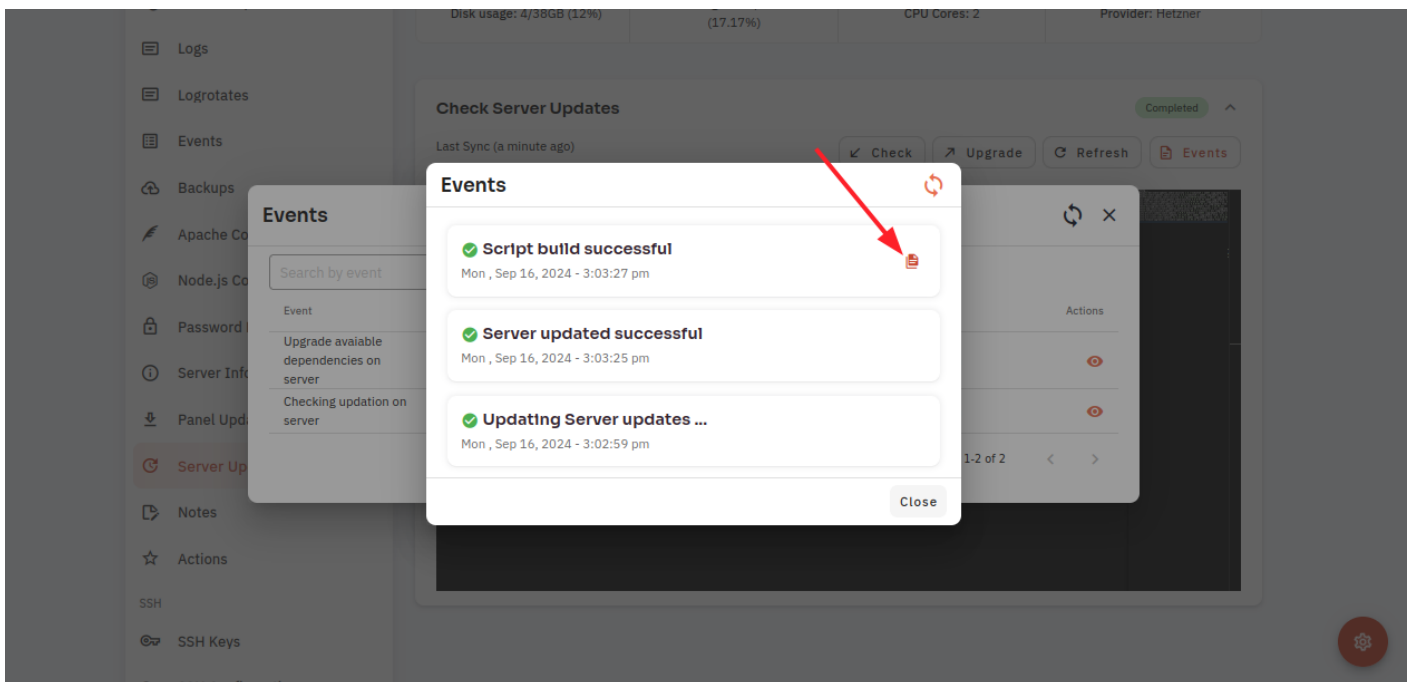 Disk usage: 4/38GB (12%)
(17.17%)
CPU Cores: 2
Provider: Hetzner
Logs
Logrotates
Events
Backups
Apache Co
Node.js Co
Password
Server Info
Panel Upd
Server Up
Notes
Actions
SSH
SSH Keys
Check Server Updates
Completed
Last Sync (a minute ago)
Check
Upgrade
Refresh
Events
Events
Search by event
Event
Actions
Upgrade avaiable
dependencies on
server
Checking updation on
server
1-2 of 2
Events
Script build successful
Mon , Sep 16, 2024 - 3:03:27 pm
Server updated successful
Mon , Sep 16, 2024 - 3:03:25 pm
Updating Server updates ...
Mon , Sep 16, 2024 - 3:02:59 pm
Close